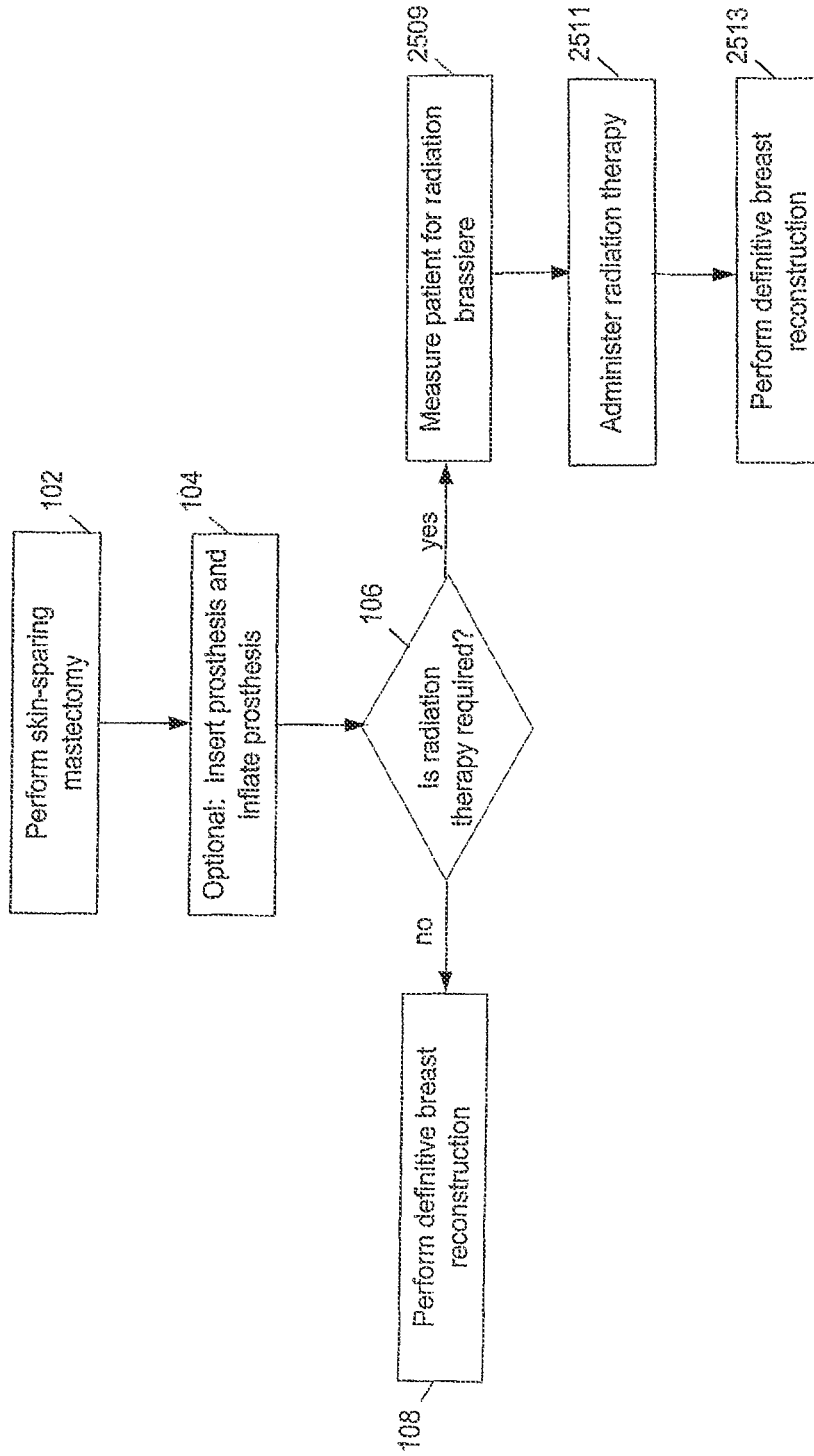 102
Perform skin-sparing
mastectomy
104
Optional: Insert prosthesis and
inflate prosthesis
106
Is radiation
therapy required?
no
yes
108
Perform definitive breast
reconstruction
2509
Measure patient for radiation
brassiere
2511
Administer radiation therapy
2513
Perform definitive breast
reconstruction